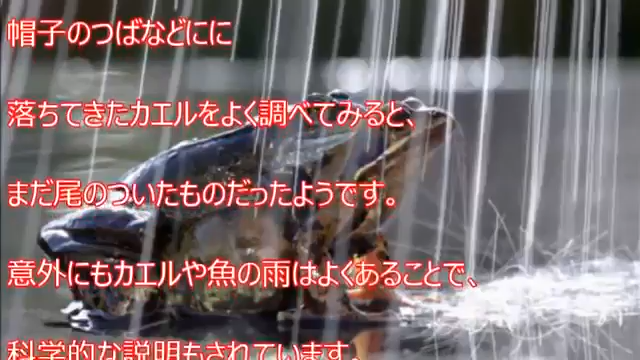 帽子のつばなどにに
落ちてきたカエルをよく調べてみると、
まだ尾のついたものだったようです。
意外にもカエルや魚の雨はよくあることで、
科学的な説明もされています。